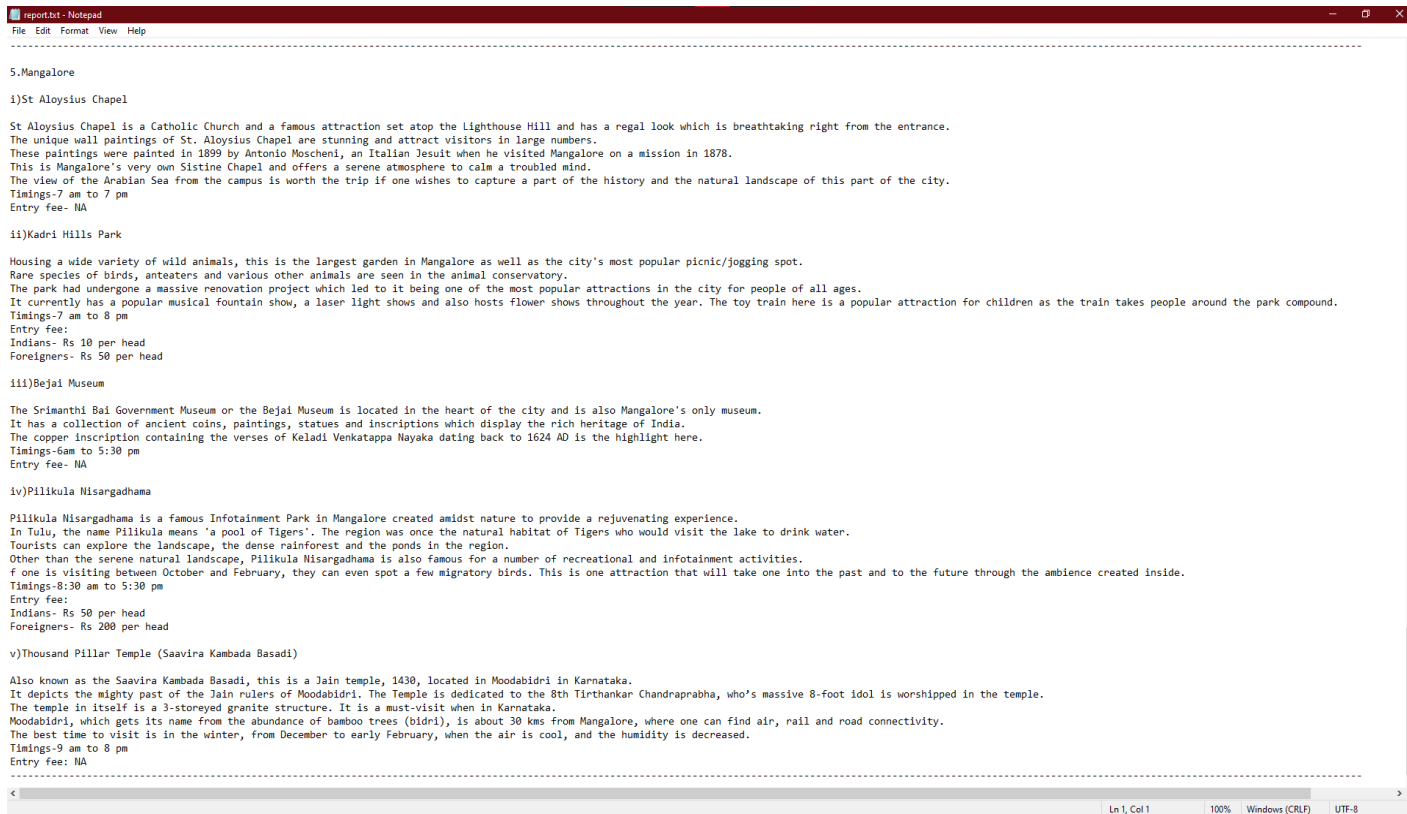 report.txt - Notepad
File Edit Format View Help
5.Mangalore
i)St Aloysius Chapel
St Aloysius Chapel is a Catholic Church and a famous attraction set atop the Lighthouse Hill and has a regal look which is breathtaking right from the entrance.
The unique wall paintings of St. Aloysius Chapel are stunning and attract visitors in large numbers.
These paintings were painted in 1899 by Antonio Moscheni, an Italian Jesuit when he visited Mangalore on a mission in 1878.
This is Mangalore's very own Sistine Chapel and offers a serene atmosphere to calm a troubled mind.
The view of the Arabian Sea from the campus is worth the trip if one wishes to capture a part of the history and the natural landscape of this part of the city.
Timings-7 am to 7 pm
Entry fee- NA
ii)Kadri Hills Park
Housing a wide variety of wild animals, this is the largest garden in Mangalore as well as the city's most popular picnic/jogging spot.
Rare species of birds, anteaters and various other animals are seen in the animal conservatory.
The park had undergone a massive renovation project which led to it being one of the most popular attractions in the city for people of all ages.
It currently has a popular musical fountain show, a laser light shows and also hosts flower shows throughout the year. The toy train here is a popular attraction for children as the train takes people around the park compound.
Timings-7 am to 8 pm
Entry fee:
Indians- Rs 10 per head
Foreigners- Rs 50 per head
iii)Bejai Museum
The Srimanthi Bai Government Museum or the Bejai Museum is located in the heart of the city and is also Mangalore's only museum.
It has a collection of ancient coins, paintings, statues and inscriptions which display the rich heritage of India.
The copper inscription containing the verses of Keladi Venkatappa Nayaka dating back to 1624 AD is the highlight here.
Timings-6am to 5:30 pm
Entry fee- NA
iv)Pilikula Nisargadhama
Pilikula Nisargadhama is a famous Infotainment Park in Mangalore created amidst nature to provide a rejuvenating experience.
In Tulu, the name Pilikula means 'a pool of Tigers'. The region was once the natural habitat of Tigers who would visit the lake to drink water.
Tourists can explore the landscape, the dense rainforest and the ponds in the region.
Other than the serene natural landscape, Pilikula Nisargadhama is also famous for a number of recreational and infotainment activities.
f one is visiting between October and February, they can even spot a few migratory birds. This is one attraction that will take one into the past and to the future through the ambience created inside.
Timings-8:30 am to 5:30 pm
Entry fee:
Indians- Rs 50 per head
Foreigners- Rs 200 per head
v)Thousand Pillar Temple (Saavira Kambada Basadi)
Also known as the Saavira Kambada Basadi, this is a Jain temple, 1430, located in Moodabidri in Karnataka.
It depicts the mighty past of the Jain rulers of Moodabidri. The Temple is dedicated to the 8th Tirthankar Chandraprabha, who’s massive 8-foot idol is worshipped in the temple.
The temple in itself is a 3-storeyed granite structure. It is a must-visit when in Karnataka.
Moodabidri, which gets its name from the abundance of bamboo trees (bidri), is about 30 kms from Mangalore, where one can find air, rail and road connectivity.
The best time to visit is in the winter, from December to early February, when the air is cool, and the humidity is decreased.
Timings-9 am to 8 pm
Entry fee: NA
Ln 1, Col 1 100% Windows (CRLF) UTF-8